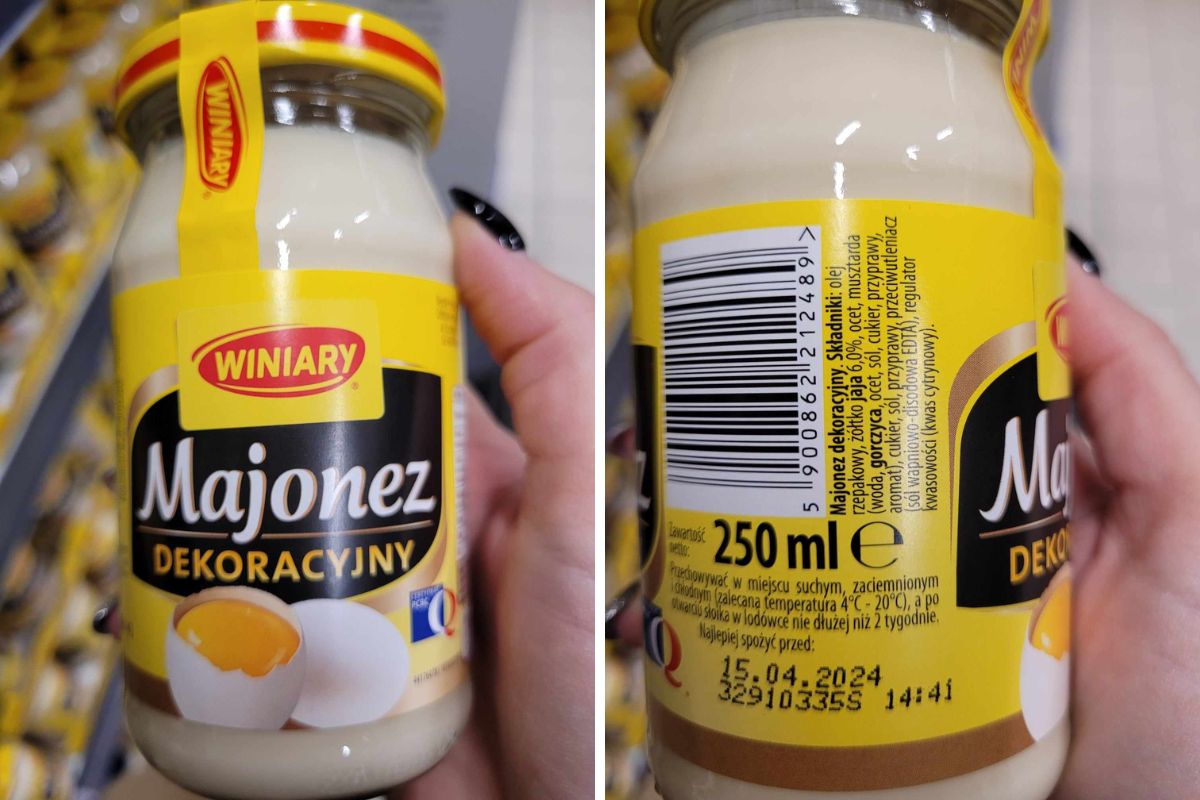 WINIARY
WINIARY
Majonez
DEKORACYJNY
Q
5 900862 212489 >
Majonez dekoracyjny. Składniki: olej
rzepakowy, żółtko jaja 6,0%, ocet, musztarda
(woda, gorczyca, ocet, sól, cukier, przyprawy,
aromat), cukier, sól, przyprawy, przeciwutleniacz
(sól wapniowo-disodowa EDTA), regulator
kwasowości (kwas cytrynowy).
Zawartość
netto:
250 ml e
Przechowywać w miejscu suchym, zaciemnionym
i chłodnym (zalecana temperatura 4°C - 20°C), a po
otwarciu słoika w lodówce nie dłużej niż 2 tygodnie.
Najlepiej spożyć przed:
15.04.2024
32910335S 14:41
Ma
DEKO
Q